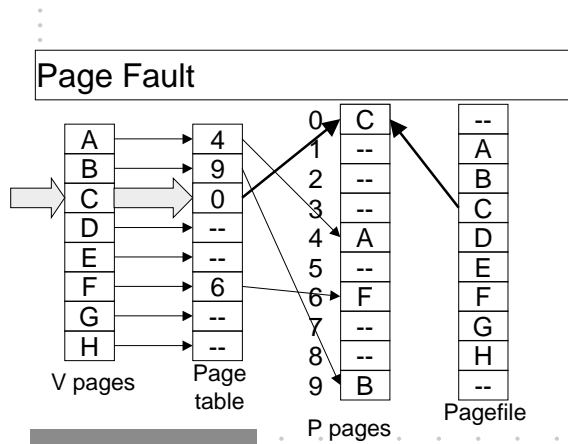 Page Fault
A 4
B 9
C 0
D --
E --
F 6
G --
H --
V pages
Page
table
0 C
1 --
2 --
3 --
4 A
5 --
6 F
7 --
8 --
9 B
P pages
--
A
B
C
D
E
F
G
H
--
Pagefile